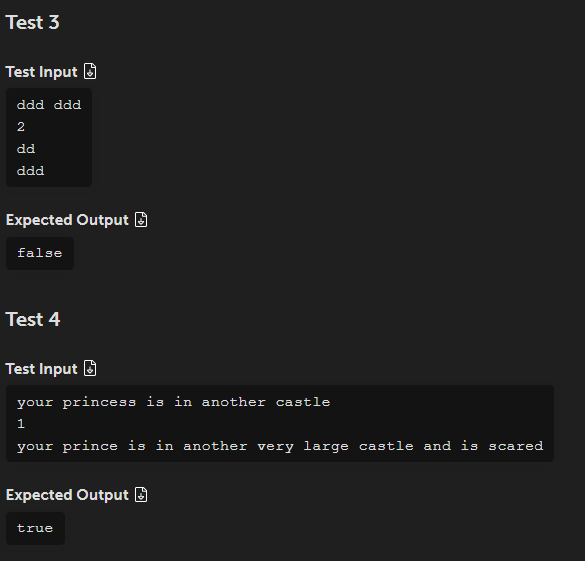 Test 3
Test Input
ddd ddd
2
dd
ddd
Expected Output
false
Test 4
Test Input
your princess is in another castle
1
your prince is in another very large castle and is scared
Expected Output
true